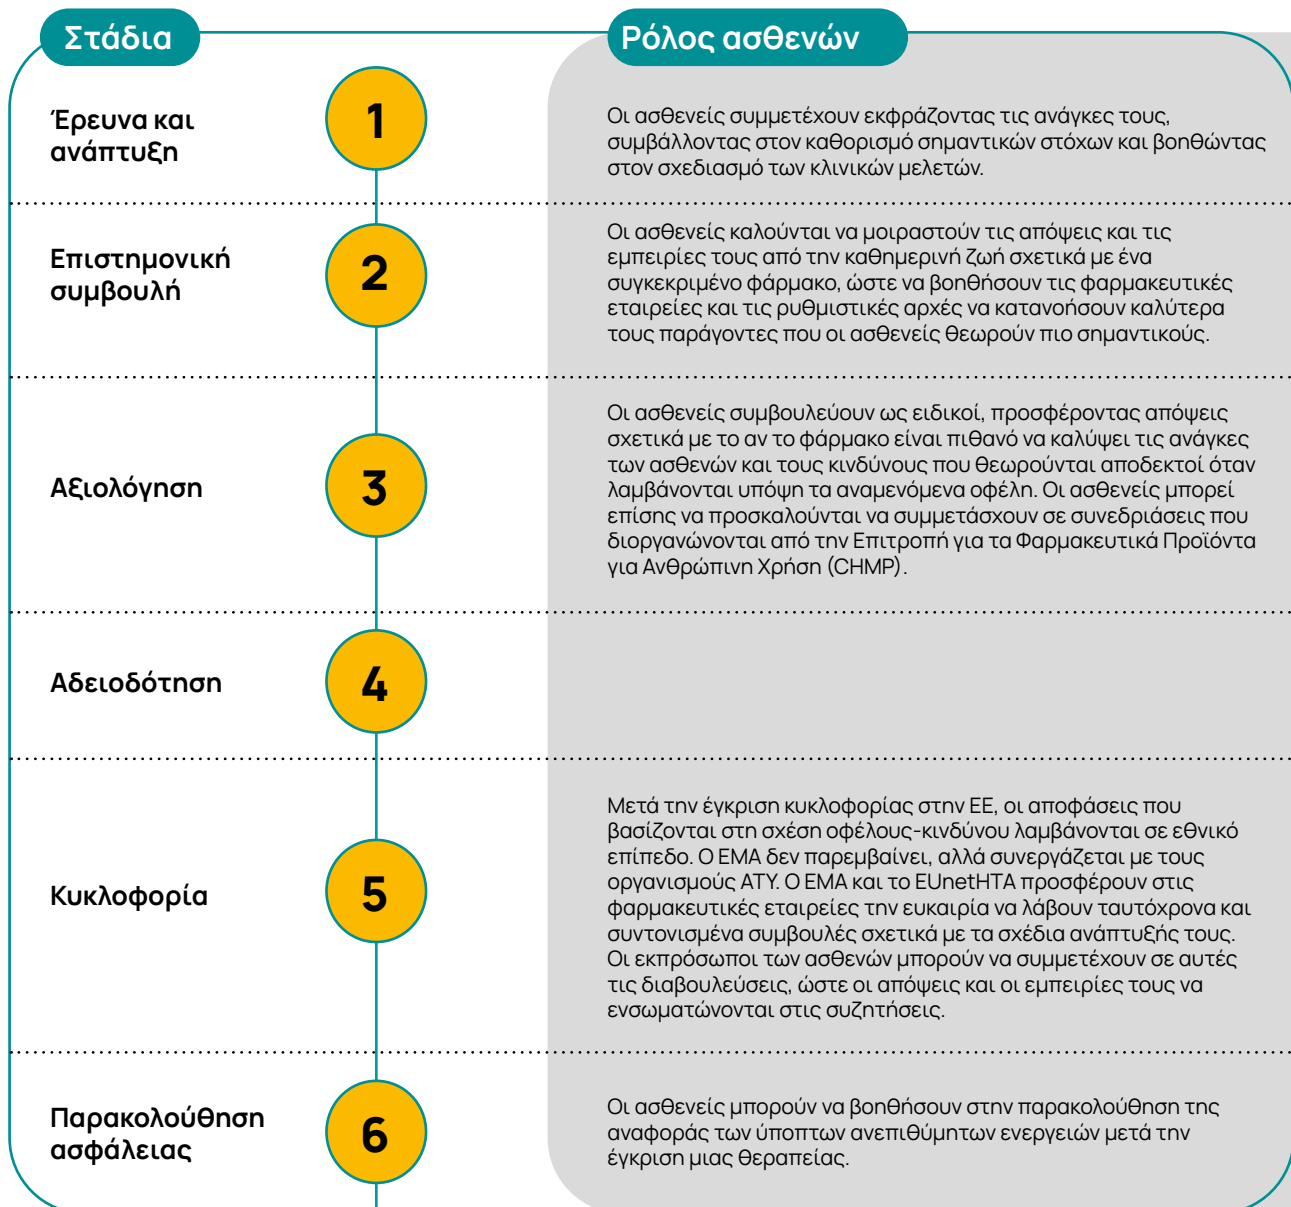 Στάδια
Ρόλος ασθενών
Έρευνα και
ανάπτυξη
1
Οι ασθενείς συμμετέχουν εκφράζοντας τις ανάγκες τους,
συμβάλλοντας στον καθορισμό σημαντικών στόχων και βοηθώντας
στον σχεδιασμό των κλινικών μελετών.
Επιστημονική
συμβουλή
2
Οι ασθενείς καλούνται να μοιραστούν τις απόψεις και τις
εμπειρίες τους από την καθημερινή ζωή σχετικά με ένα
συγκεκριμένο φάρμακο, ώστε να βοηθήσουν τις φαρμακευτικές
εταιρείες και τις ρυθμιστικές αρχές να κατανοήσουν καλύτερα
τους παράγοντες που οι ασθενείς θεωρούν πιο σημαντικούς.
Αξιολόγηση
3
Οι ασθενείς συμβουλεύουν ως ειδικοί, προσφέροντας απόψεις
σχετικά με το αν το φάρμακο είναι πιθανό να καλύψει τις ανάγκες
των ασθενών και τους κινδύνους που θεωρούνται αποδεκτοί όταν
λαμβάνονται υπόψη τα αναμενόμενα οφέλη. Οι ασθενείς μπορεί
επίσης να προσκαλούνται να συμμετάσχουν σε συνεδριάσεις που
διοργανώνονται από την Επιτροπή για τα Φαρμακευτικά Προϊόντα
για Ανθρώπινη Χρήση (CHMP).
Αδειοδότηση
4
Κυκλοφορία
5
Μετά την έγκριση κυκλοφορίας στην ΕΕ, οι αποφάσεις που
βασίζονται στη σχέση οφέλους-κινδύνου λαμβάνονται σε εθνικό
επίπεδο. Ο ΕΜΑ δεν παρεμβαίνει, αλλά συνεργάζεται με τους
οργανισμούς ΑΤΥ. Ο ΕΜΑ και το EUnetHTA προσφέρουν στις
φαρμακευτικές εταιρείες την ευκαιρία να λάβουν ταυτόχρονα και
συντονισμένα συμβουλές σχετικά με τα σχέδια ανάπτυξής τους.
Οι εκπρόσωποι των ασθενών μπορούν να συμμετέχουν σε αυτές
τις διαβουλεύσεις, ώστε οι απόψεις και οι εμπειρίες τους να
ενσωματώνονται στις συζητήσεις.
Παρακολούθηση
ασφάλειας
6
Οι ασθενείς μπορούν να βοηθήσουν στην παρακολούθηση της
αναφοράς των ύποπτων ανεπιθύμητων ενεργειών μετά την
έγκριση μιας θεραπείας.